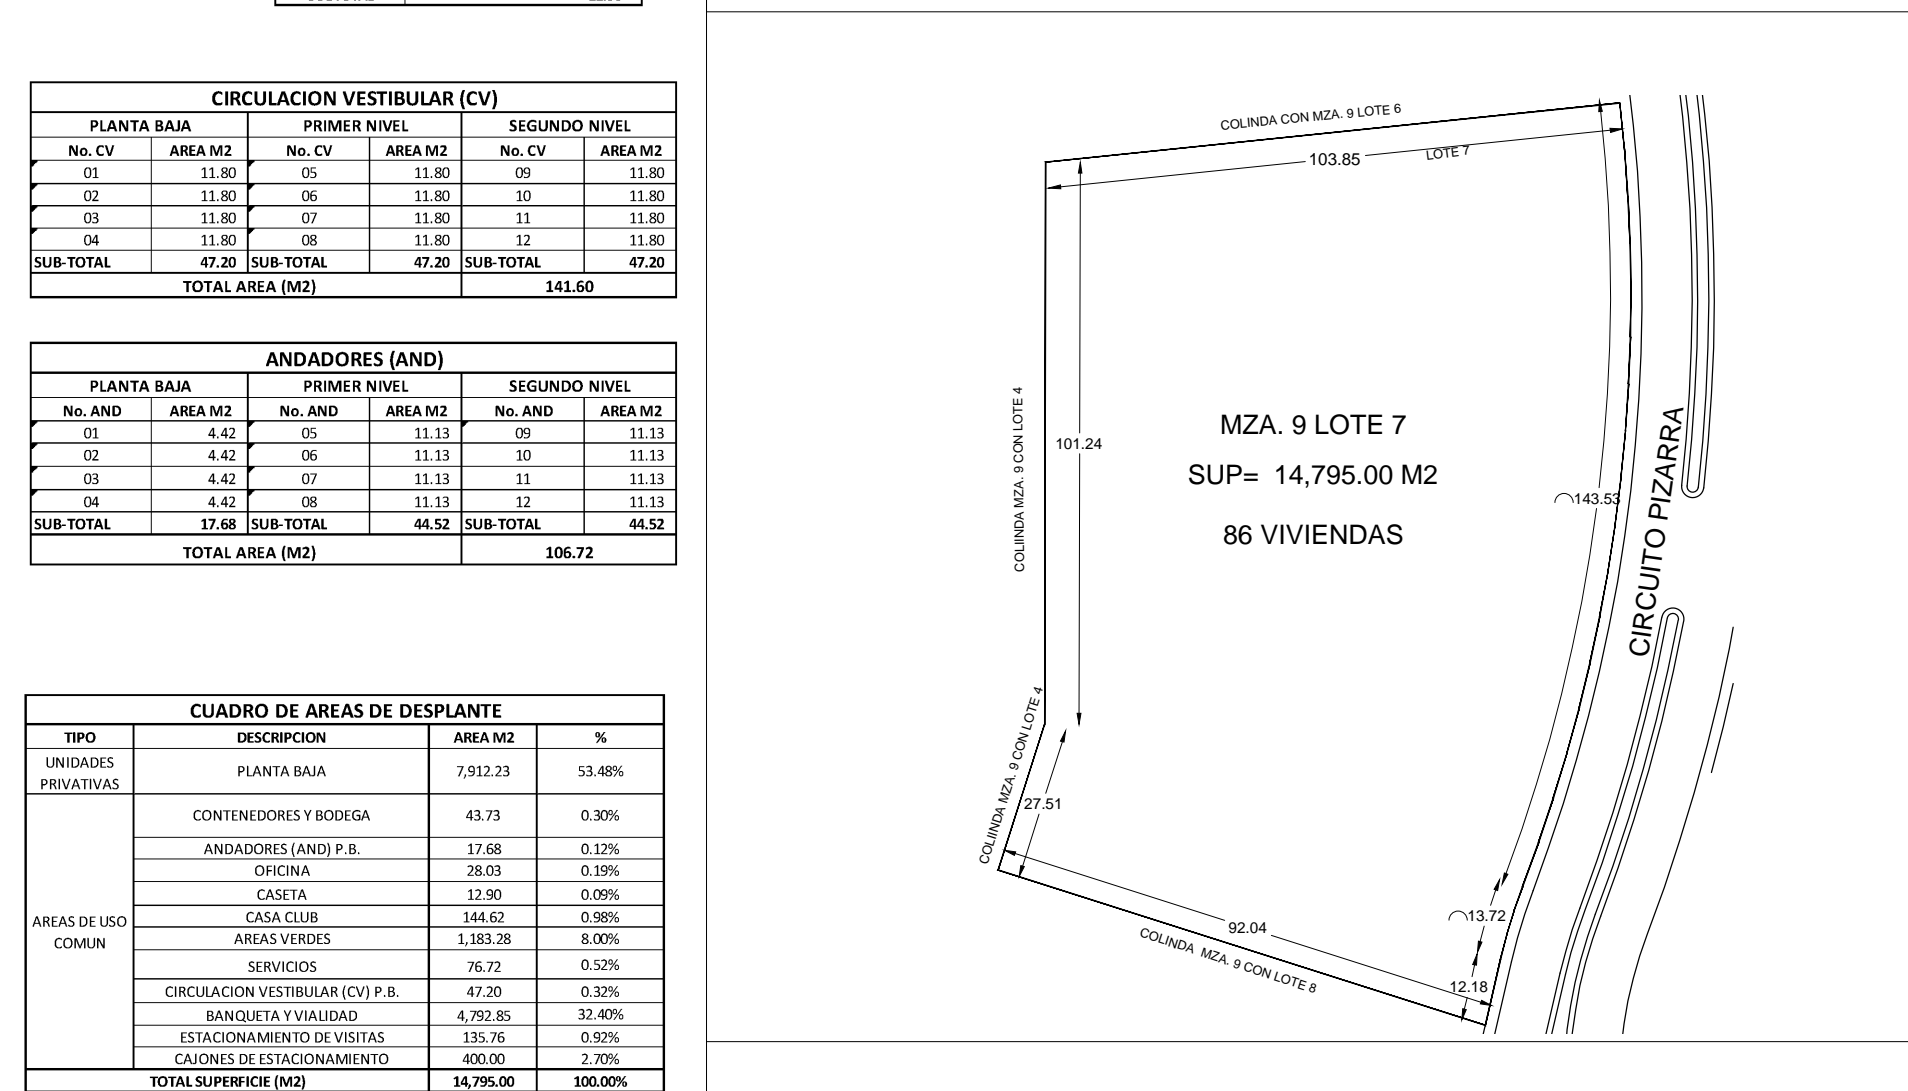 CIRCULACION VESTIBULAR (CV)
PLANTA BAJA PRIMER NIVEL SEGUNDO NIVEL
No. CV AREA M2 No. CV AREA M2 No. CV AREA M2
01 11.80 05 11.80 09 11.80
02 11.80 06 11.80 10 11.80
03 11.80 07 11.80 11 11.80
04 11.80 08 11.80 12 11.80
SUB-TOTAL 47.20 SUB-TOTAL 47.20 SUB-TOTAL 47.20
TOTAL AREA (M2) 141.60
ANDADORES (AND)
PLANTA BAJA PRIMER NIVEL SEGUNDO NIVEL
No. AND AREA M2 No. AND AREA M2 No. AND AREA M2
01 4.42 05 11.13 09 11.13
02 4.42 06 11.13 10 11.13
03 4.42 07 11.13 11 11.13
04 4.42 08 11.13 12 11.13
SUB-TOTAL 17.68 SUB-TOTAL 44.52 SUB-TOTAL 44.52
TOTAL AREA (M2) 106.72
CUADRO DE AREAS DE DESPLANTE
TIPO DESCRIPCION AREA M2 %
UNIDADES
PRIVATIVAS
PLANTA BAJA 7,912.23 53.48%
AREAS DE USO
COMUN
CONTENEDORES Y BODEGA 43.73 0.30%
ANDADORES (AND) P.B. 17.68 0.12%
OFICINA 28.03 0.19%
CASETA 12.90 0.09%
CASA CLUB 144.62 0.98%
AREAS VERDES 1,183.28 8.00%
SERVICIOS 76.72 0.52%
CIRCULACION VESTIBULAR (CV) P.B. 47.20 0.32%
BANQUETA Y VIALIDAD 4,792.85 32.40%
ESTACIONAMIENTO DE VISITAS 135.76 0.92%
CAJONES DE ESTACIONAMIENTO 400.00 2.70%
TOTAL SUPERFICIE (M2) 14,795.00 100.00%
COLINDA CON MZA. 9 LOTE 6
103.85
LOTE 7
COLIINDA MZA. 9 CON LOTE 4
101.24
MZA. 9 LOTE 7
SUP= 14,795.00 M2
86 VIVIENDAS
143.53
CIRCUITO PIZARRA
COLIINDA MZA. 9 CON LOTE 4
27.51
92.04
COLINDA MZA. 9 CON LOTE 8
13.72
12.18